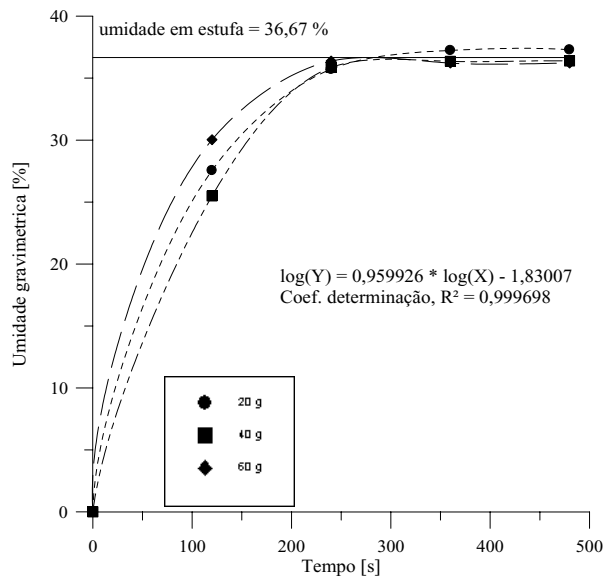 40
umidade em estufa = 36,67 %
30
Umidade gravimetrica [%]
20
log(Y) = 0,959926 * log(X) - 1,83007
Coef. determinação, R² = 0,999698
10
20 g
40 g
60 g
0
0 100 200 300 400 500
Tempo [s]